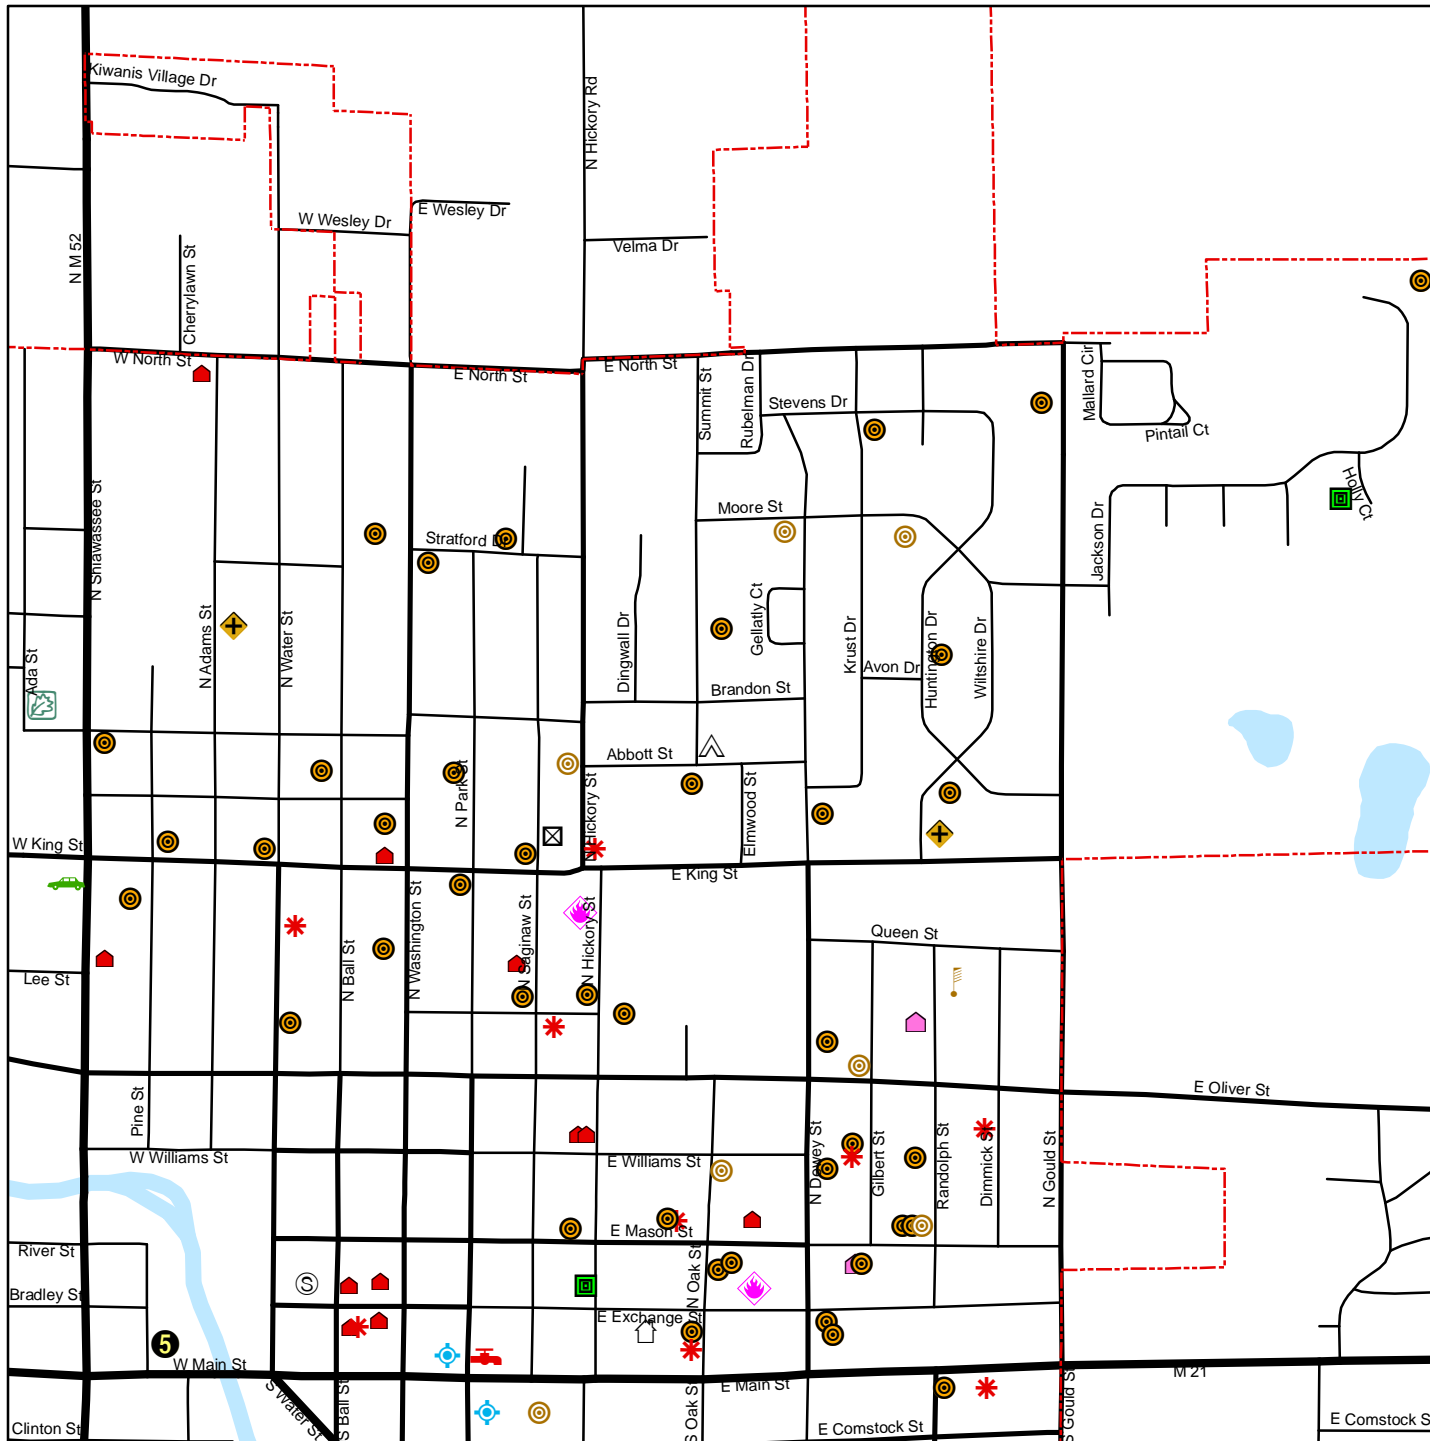 Kiwanis Village Dr
N Hickory Rd
E Wesley Dr
W Wesley Dr
N M 52
Cherrylawn St
Velma Dr
W North St
E North St
E North St
Summit St
Rubelman Dr
Stevens Dr
Mallard Cir
Pintail Ct
Holly Ct
N Shiawassee St
Moore St
Stratford Dr
Jackson Dr
N Adams St
N Water St
Dingwall Dr
Gellatly Ct
Krust Dr
Huntington Dr
Wiltshire Dr
Avon Dr
Ada St
Brandon St
Abbott St
N Park St
N Hickory St
Elmwood St
W King St
E King St
N Washington St
N Saginaw St
N Hickory St
N Ball St
Queen St
Lee St
E Oliver St
Pine St
W Williams St
E Williams St
N Dewey St
Gilbert St
Randolph St
Dimmick St
N Gould St
E Mason St
River St
N Oak St
S
Bradley St
E Exchange St
5
W Main St
M 21
E Main St
S Water St
S Ball St
S Oak St
S Gould St
Clinton St
E Comstock St
E Comstock S